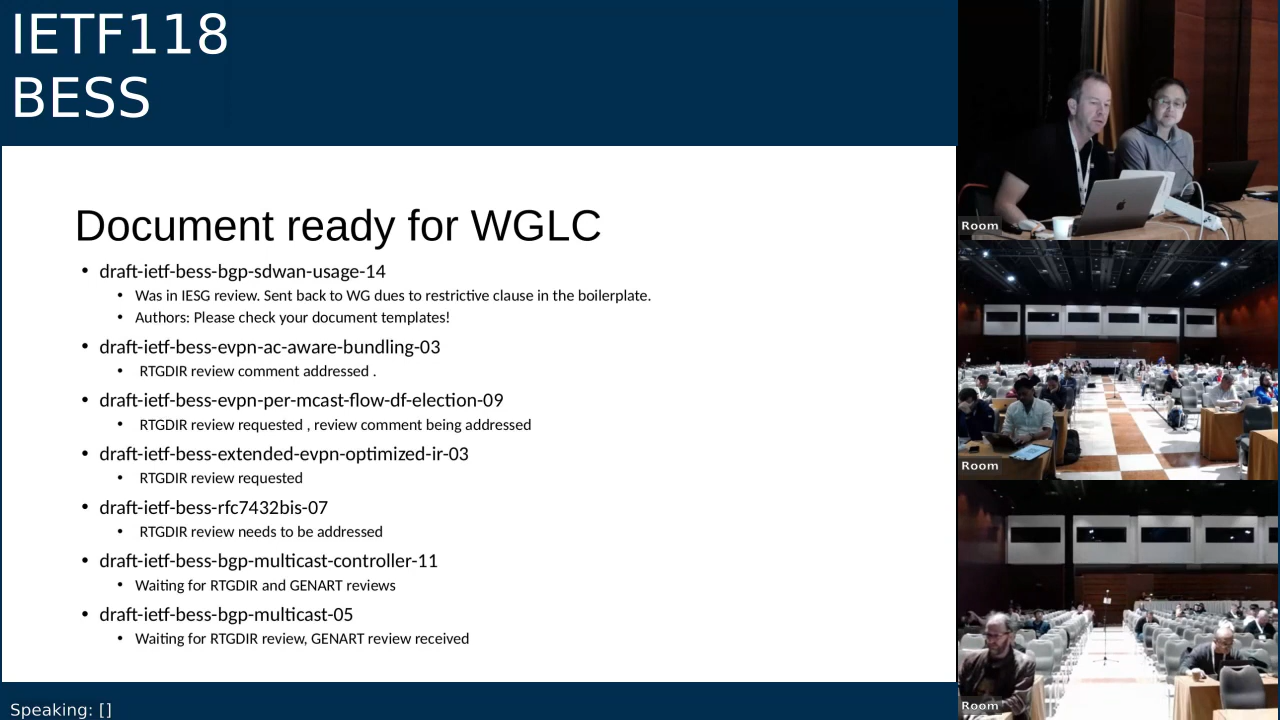 IETF118
BESS
Document ready for WGLC
• draft-ietf-bess-bgp-sdwan-usage-14
• Was in IESG review. Sent back to WG dues to restrictive clause in the boilerplate.
• Authors: Please check your document templates!
• draft-ietf-bess-evpn-ac-aware-bundling-03
• RTGDIR review comment addressed .
• draft-ietf-bess-evpn-per-mcast-flow-df-election-09
• RTGDIR review requested , review comment being addressed
• draft-ietf-bess-extended-evpn-optimized-ir-03
• RTGDIR review requested
• draft-ietf-bess-rfc7432bis-07
• RTGDIR review needs to be addressed
• draft-ietf-bess-bgp-multicast-controller-11
• Waiting for RTGDIR and GENART reviews
• draft-ietf-bess-bgp-multicast-05
• Waiting for RTGDIR review, GENART review received
Speaking: []
Room
Room
Room